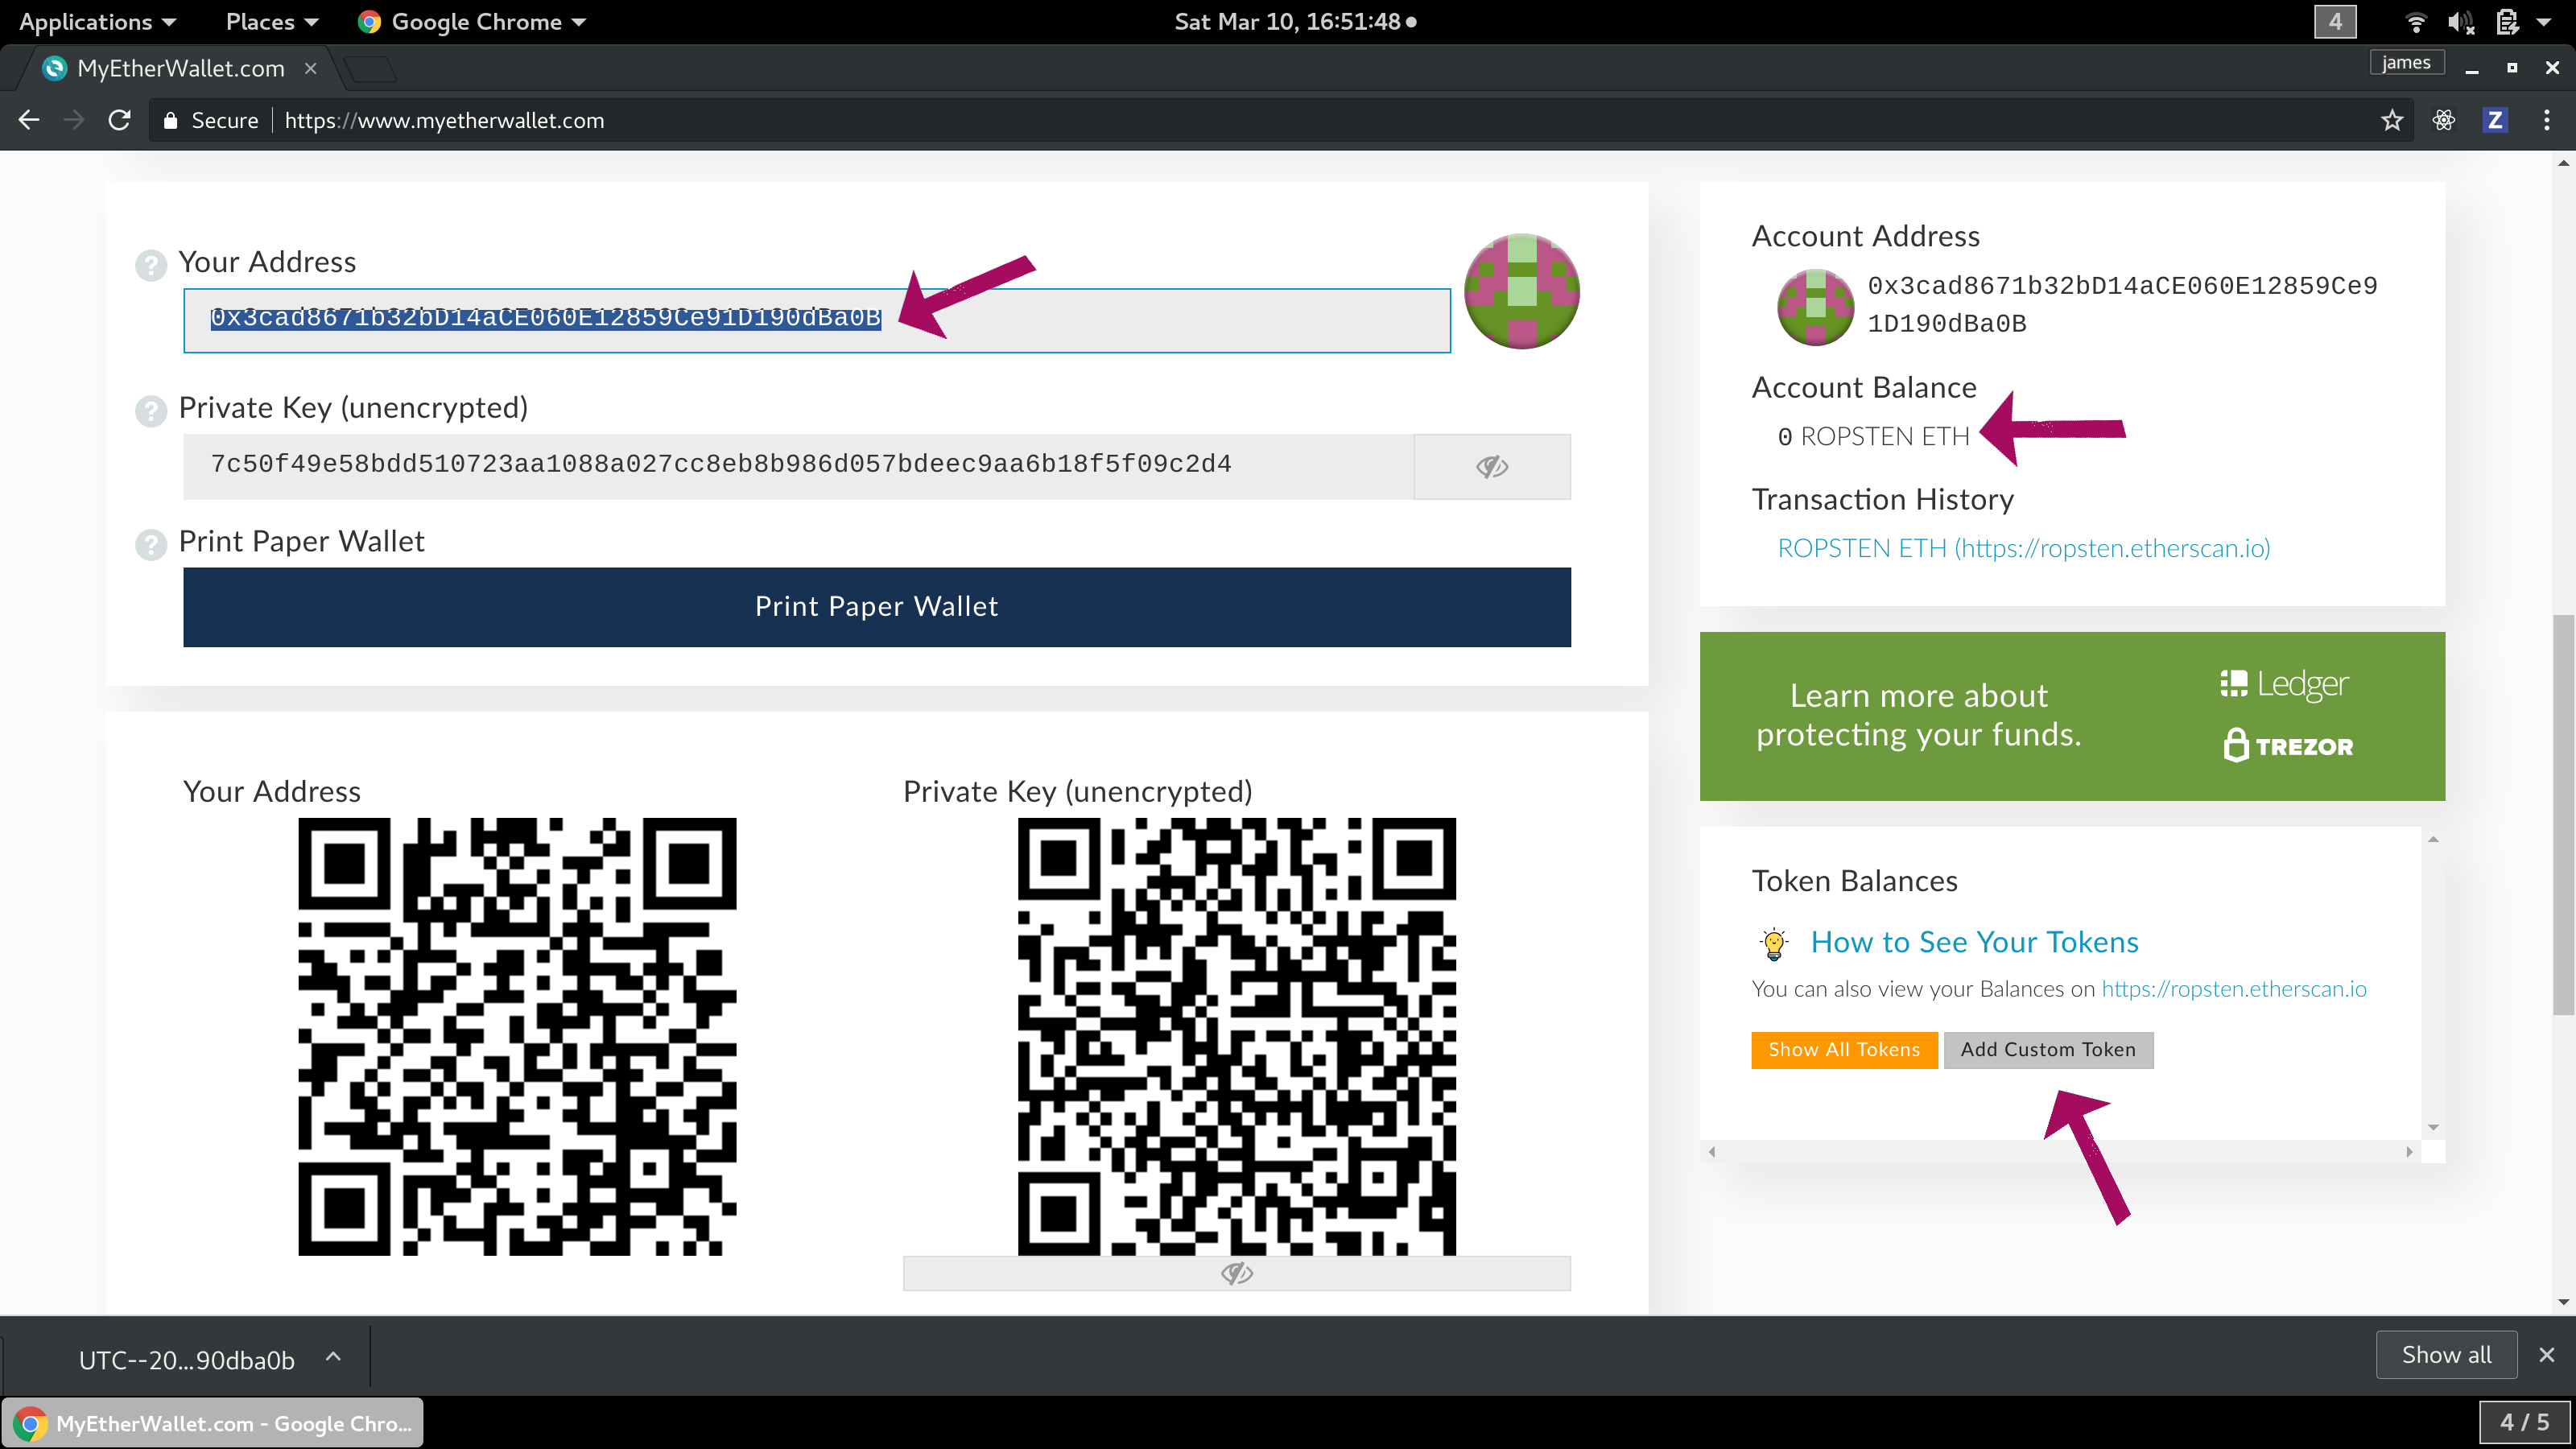 Applications Places Google Chrome Sat Mar 10, 16:51:48 4
MyEtherWallet.com james
Secure https://www.myetherwallet.com Z
Your Address
0x3cad8671b32bD14aCE060E12859Ce91D190dBa0B
Private Key (unencrypted)
7c50f49e58bdd510723aa1088a027cc8eb8b986d057bdeec9aa6b18f5f09c2d4
Print Paper Wallet
Print Paper Wallet
Your Address
Private Key (unencrypted)
Account Address
0x3cad8671b32bD14aCE060E12859Ce9
1D190dBa0B
Account Balance
0 ROPSTEN ETH
Transaction History
ROPSTEN ETH (https://ropsten.etherscan.io)
Learn more about
protecting your funds.
Ledger
TREZOR
Token Balances
How to See Your Tokens
You can also view your Balances on https://ropsten.etherscan.io
Show All Tokens Add Custom Token
UTC--20...90dba0b Show all
MyEtherWallet.com - Google Chro... 4 / 5